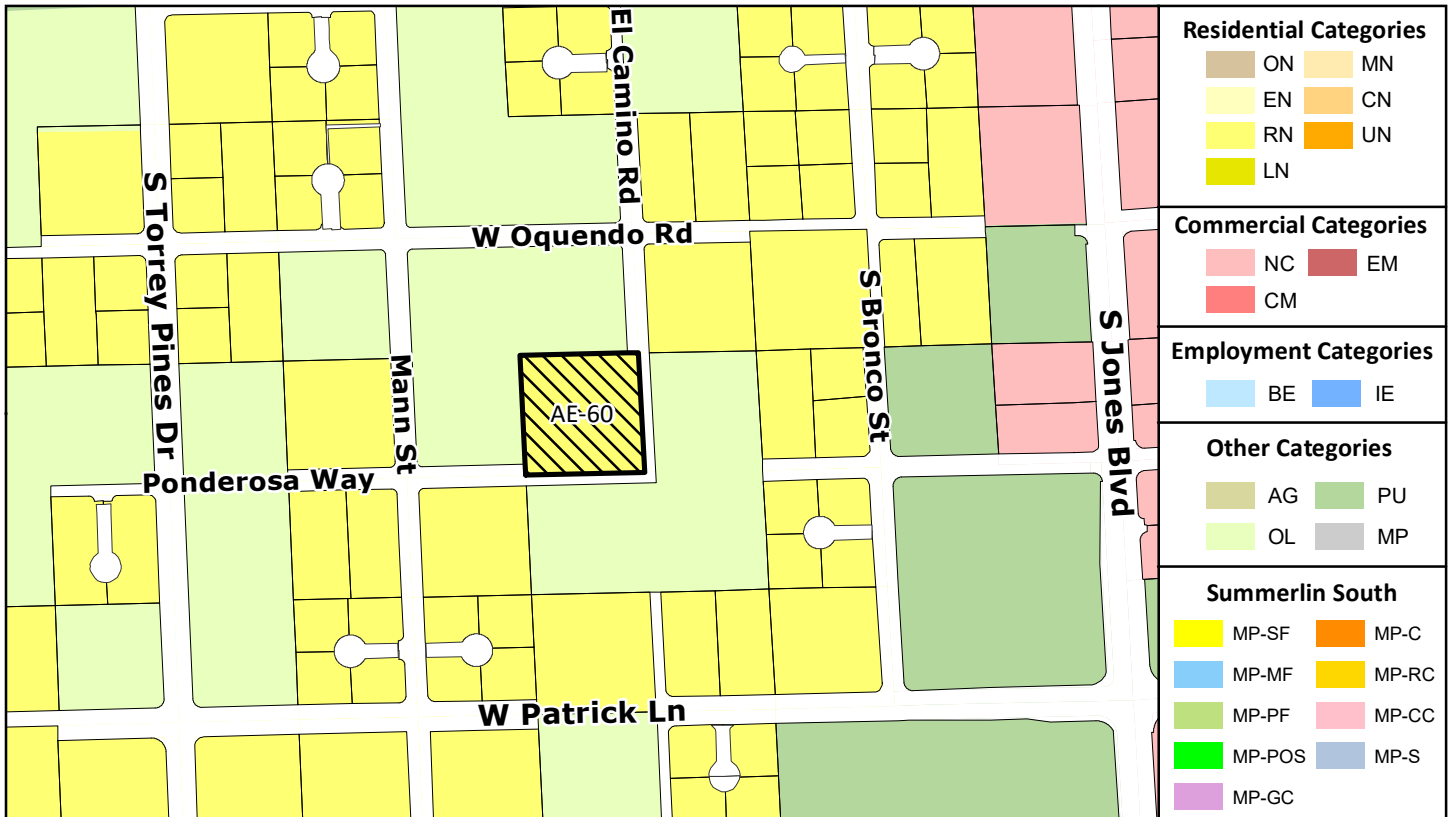 El Camino Rd
S Torrey Pines Dr
W Oquendo Rd
S Bronco St
S Jones Blvd
Mann St
AE-60
Ponderosa Way
W Patrick Ln
Residential Categories
ON MN
EN CN
RN UN
LN
Commercial Categories
NC EM
CM
Employment Categories
BE IE
Other Categories
AG PU
OL MP
Summerlin South
MP-SF MP-C
MP-MF MP-RC
MP-PF MP-CC
MP-POS MP-S
MP-GC